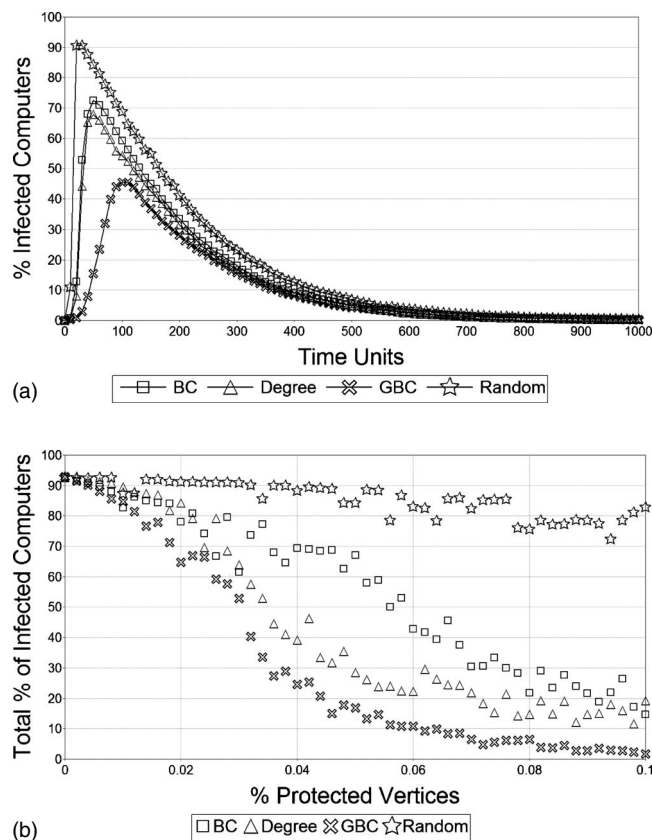 100
90
80
70
60
50
40
30
20
10
0
% Infected Computers
0 100 200 300 400 500 600 700 800 900 1000
Time Units
BC Degree GBC Random
(a)
100
90
80
70
60
50
40
30
20
10
0
Total % of Infected Computers
0 0.02 0.04 0.06 0.08 0.1
% Protected Vertices
BC Degree GBC Random
(b)